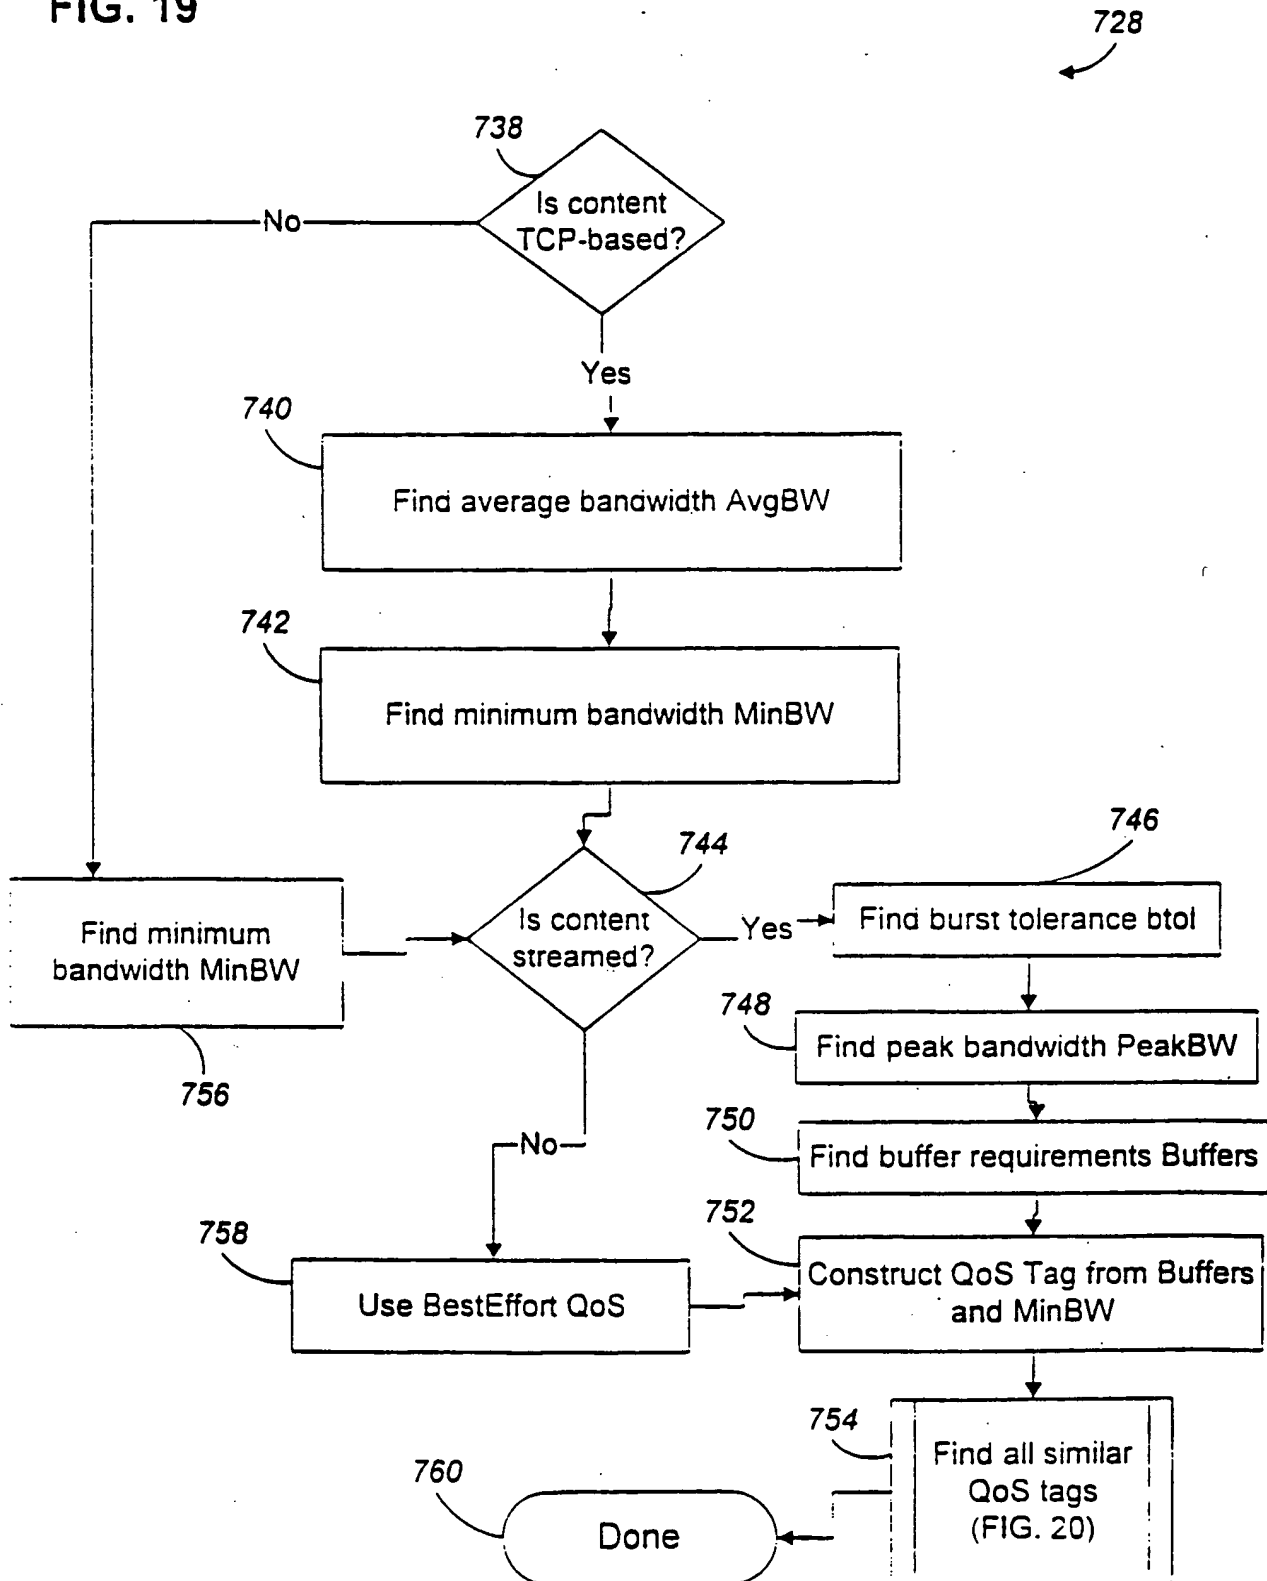 FIG. 19
728
738
Is content
TCP-based?
No
Yes
740
Find average bandwidth AvgBW
742
Find minimum bandwidth MinBW
744
Is content
streamed?
Yes
746
Find burst tolerance btol
Find minimum
bandwidth MinBW
756
748
Find peak bandwidth PeakBW
750
Find buffer requirements Buffers
No
752
Construct QoS Tag from Buffers
and MinBW
758
Use BestEffort QoS
754
Find all similar
QoS tags
(FIG. 20)
760
Done